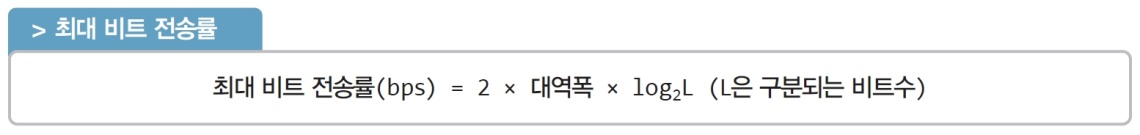 > 최대 비트 전송률
최대 비트 전송률(bps) = 2 × 대역폭 × log₂L (L은 구분되는 비트수)